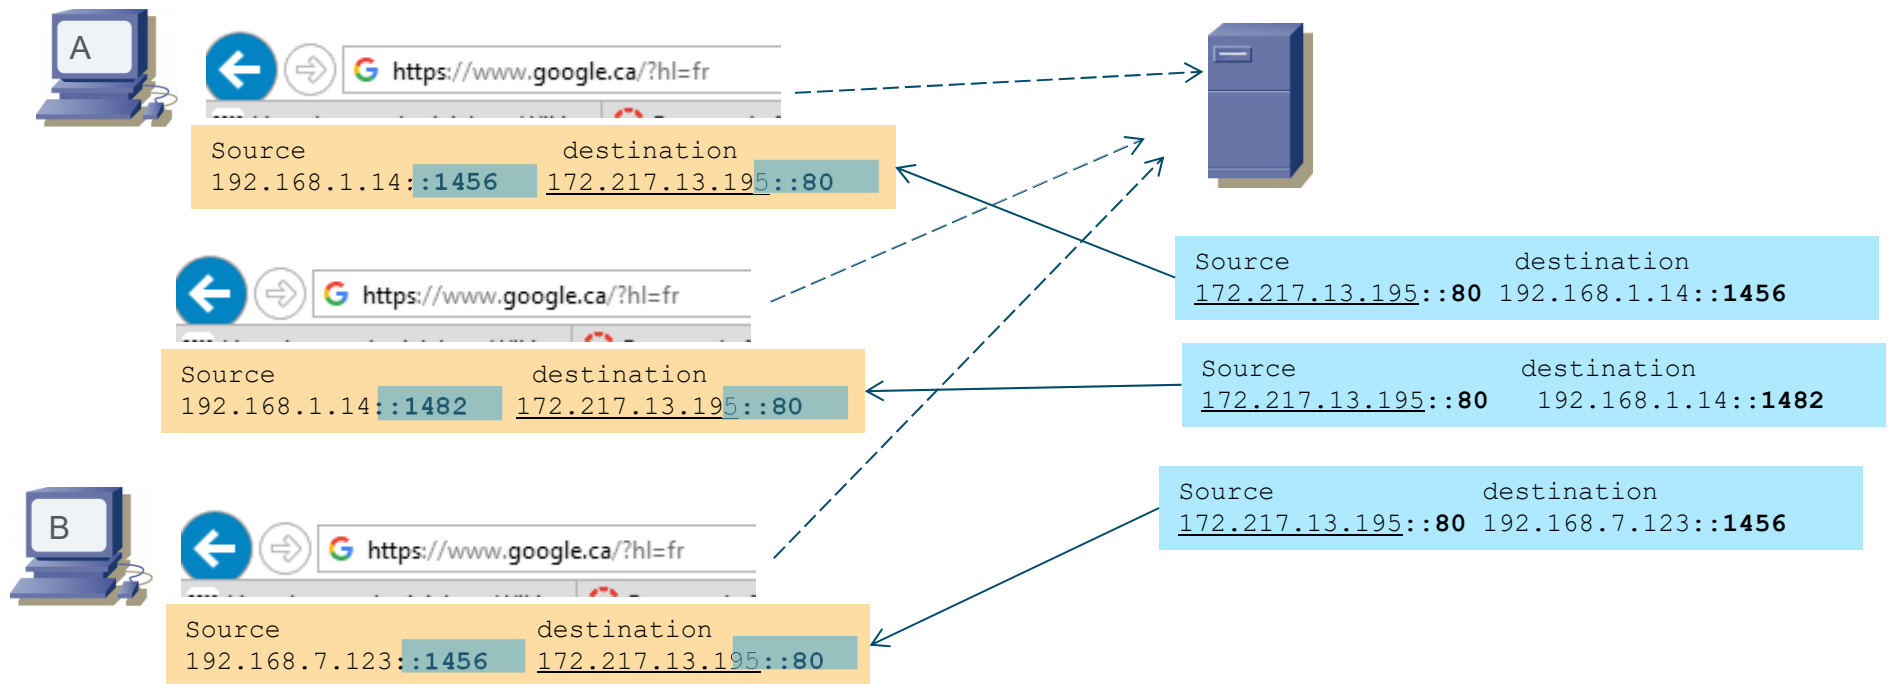 A
https://www.google.ca/?hl=fr
Source destination
192.168.1.14::1456 172.217.13.195::80
https://www.google.ca/?hl=fr
Source destination
192.168.1.14::1482 172.217.13.195::80
B
https://www.google.ca/?hl=fr
Source destination
192.168.7.123::1456 172.217.13.195::80
Source destination
172.217.13.195::80 192.168.1.14::1456
Source destination
172.217.13.195::80 192.168.1.14::1482
Source destination
172.217.13.195::80 192.168.7.123::1456